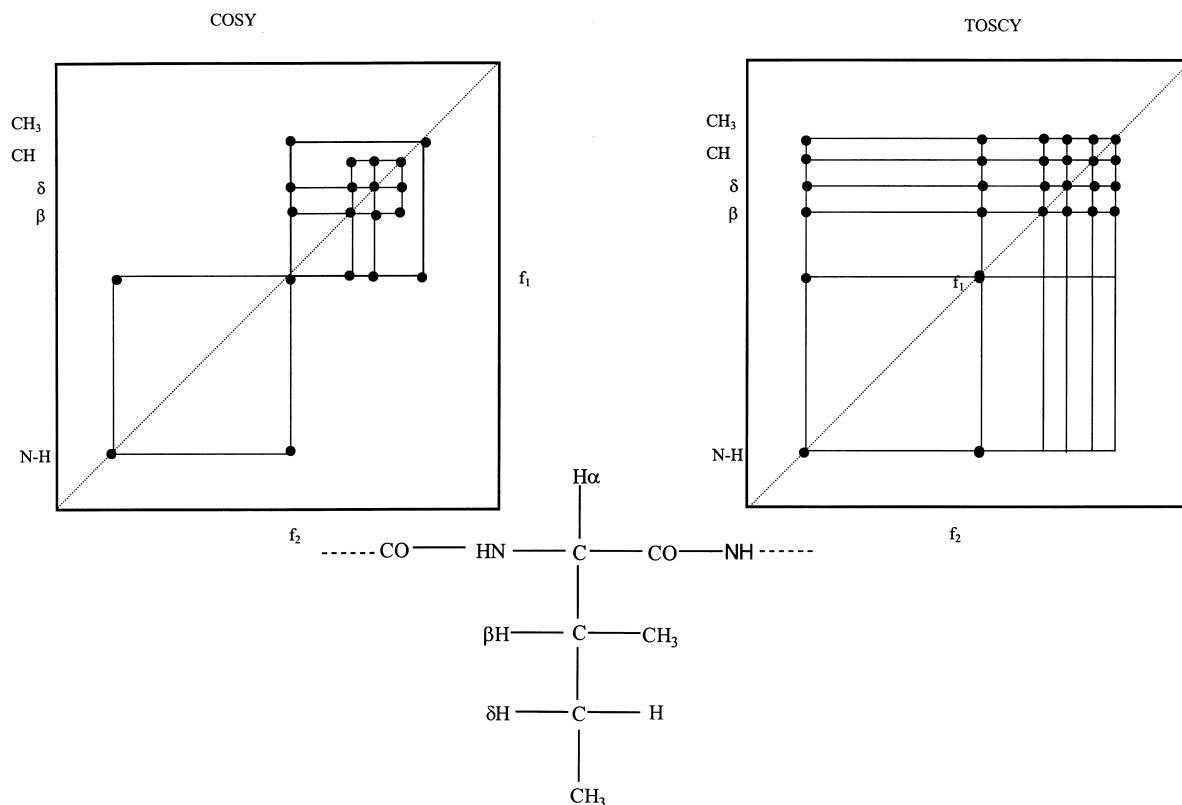 COSY
TOSCY
CH₃
CH
δ
β
N-H
f₁
f₂
CH₃
CH
δ
β
N-H
f₁
f₂
Hα
CO HN C CO NH
βH C CH₃
δH C H
CH₃